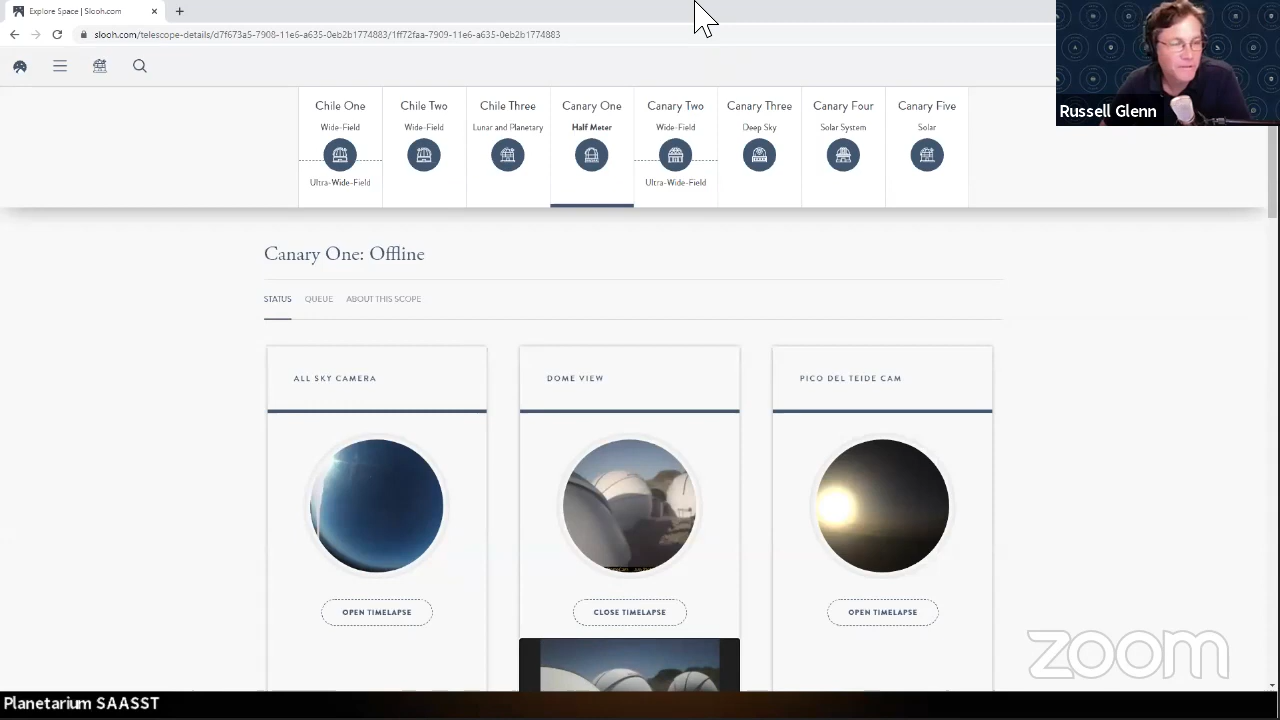 Explore Space | Slooh.com
slooh.com/telescope-details/d7f673a5-7908-11e6-a635-0eb2b1774883/1ff72faa-7909-11e6-a635-0eb2b1774883
Russell Glenn
Chile One Chile Two Chile Three Canary One Canary Two Canary Three Canary Four Canary Five
Wide-Field Wide-Field Lunar and Planetary Half Meter Wide-Field Deep Sky Solar System Solar
Ultra-Wide-Field Ultra-Wide-Field
Canary One: Offline
STATUS QUEUE ABOUT THIS SCOPE
ALL SKY CAMERA DOME VIEW PICO DEL TEIDE CAM
OPEN TIMELAPSE CLOSE TIMELAPSE OPEN TIMELAPSE
zoom
Planetarium SAASST